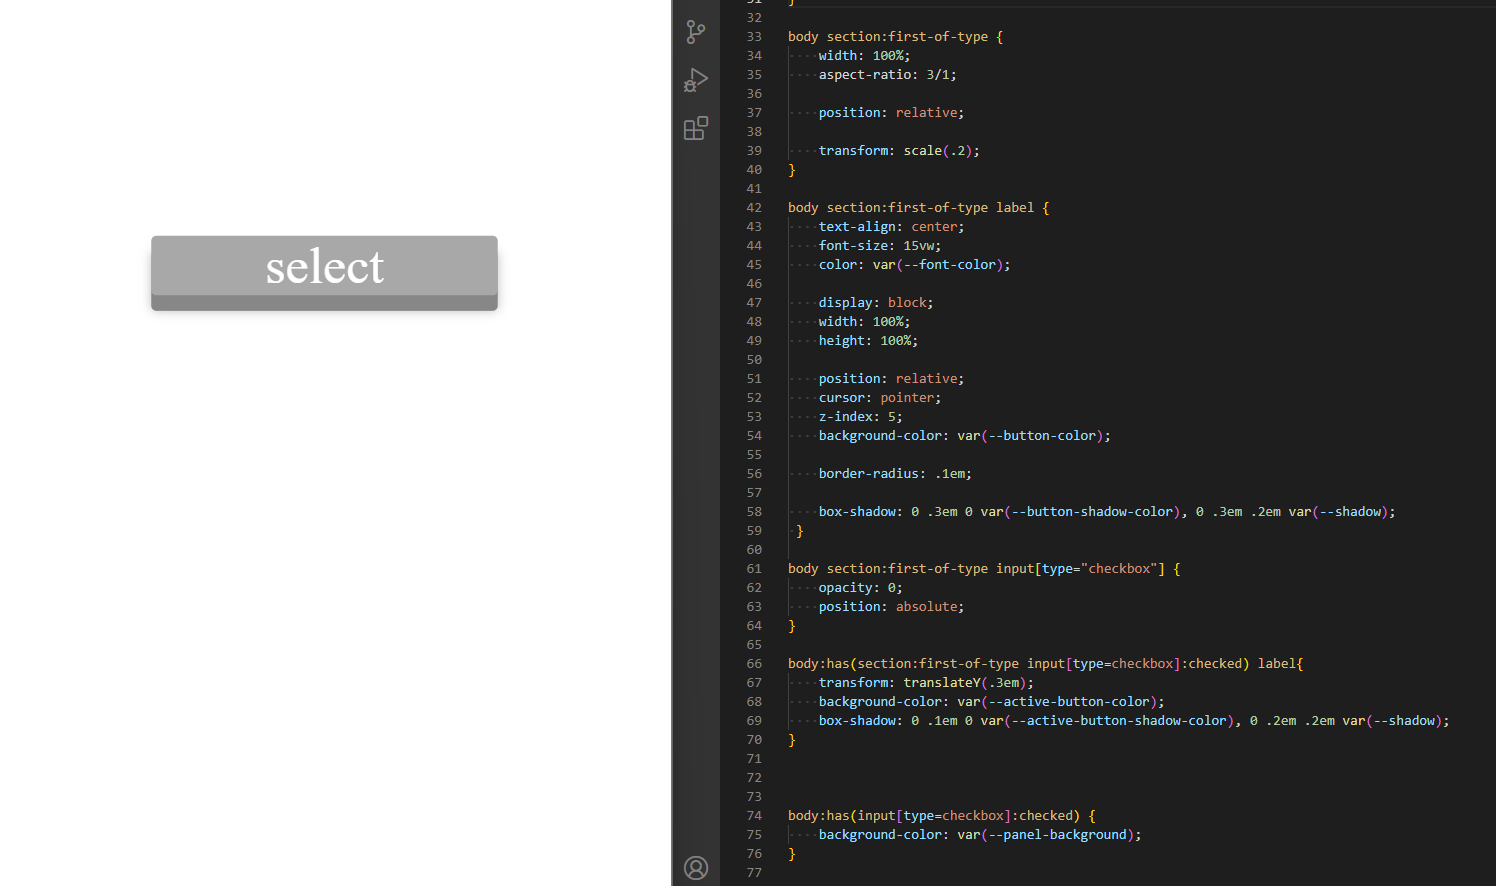 select
31 }
32
33 body section:first-of-type {
34 width: 100%;
35 aspect-ratio: 3/1;
36
37 position: relative;
38
39 transform: scale(.2);
40 }
41
42 body section:first-of-type label {
43 text-align: center;
44 font-size: 15vw;
45 color: var(--font-color);
46
47 display: block;
48 width: 100%;
49 height: 100%;
50
51 position: relative;
52 cursor: pointer;
53 z-index: 5;
54 background-color: var(--button-color);
55
56 border-radius: .1em;
57
58 box-shadow: 0 .3em 0 var(--button-shadow-color), 0 .3em .2em var(--shadow);
59 }
60
61 body section:first-of-type input[type="checkbox"] {
62 opacity: 0;
63 position: absolute;
64 }
65
66 body:has(section:first-of-type input[type=checkbox]:checked) label{
67 transform: translateY(.3em);
68 background-color: var(--active-button-color);
69 box-shadow: 0 .1em 0 var(--active-button-shadow-color), 0 .2em .2em var(--shadow);
70 }
71
72
73
74 body:has(input[type=checkbox]:checked) {
75 background-color: var(--panel-background);
76 }
77